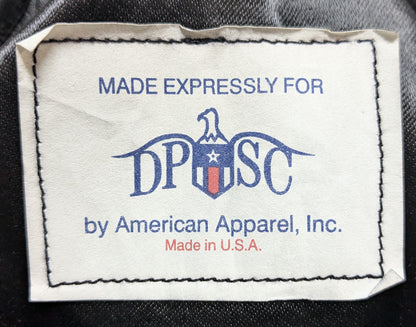 MADE EXPRESSLY FOR
DPSC
by American Apparel, Inc.
Made in U.S.A.